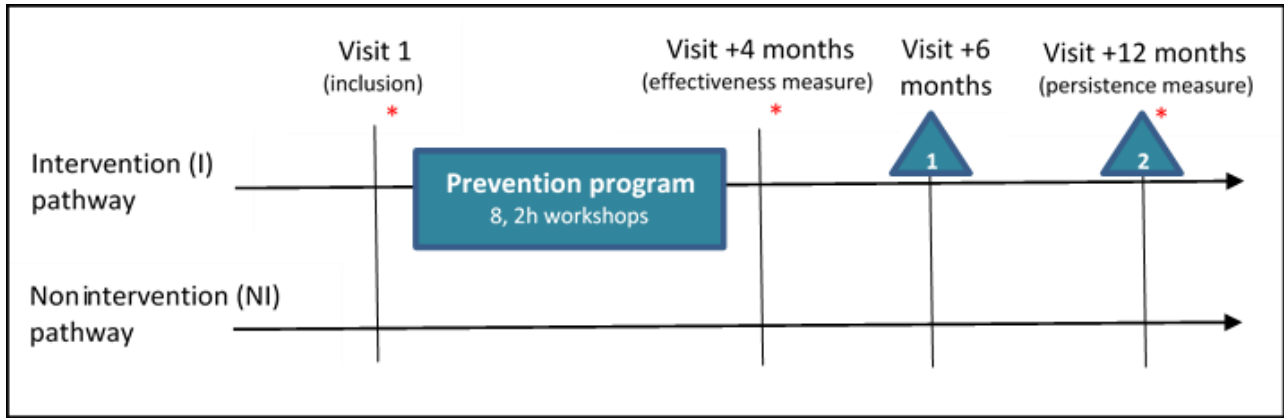 Visit 1
(inclusion)
*
Visit +4 months
(effectiveness measure)
*
Visit +6
months
Visit +12 months
(persistence measure)
*
Intervention (I)
pathway
Prevention program
8, 2h workshops
1
2
Nonintervention (NI)
pathway